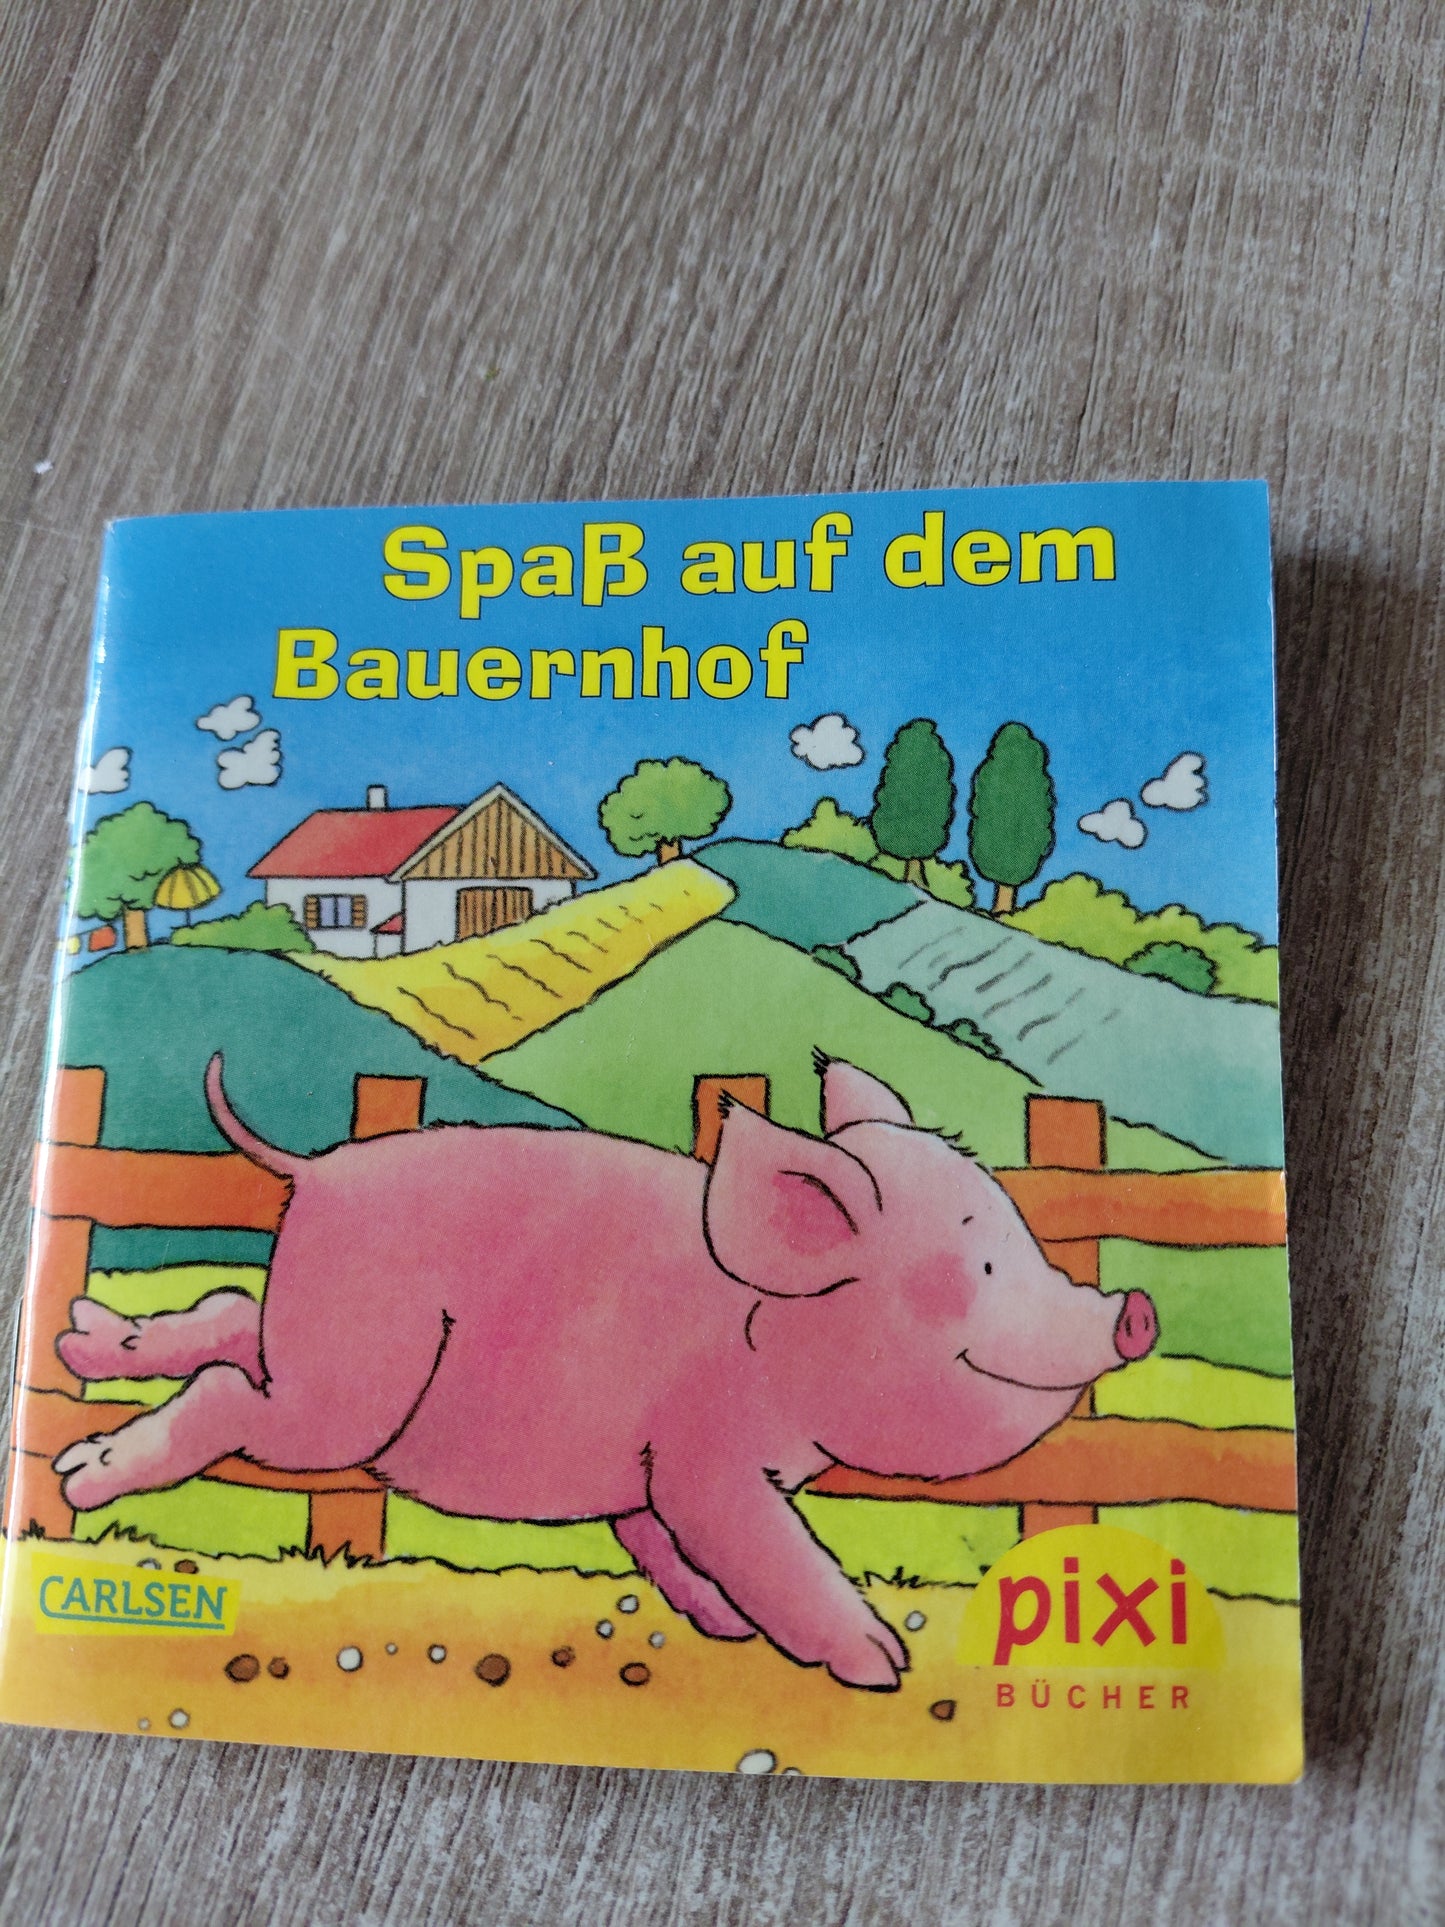 Spaß auf dem
Bauernhof
CARLSEN
pixi
BÜCHER